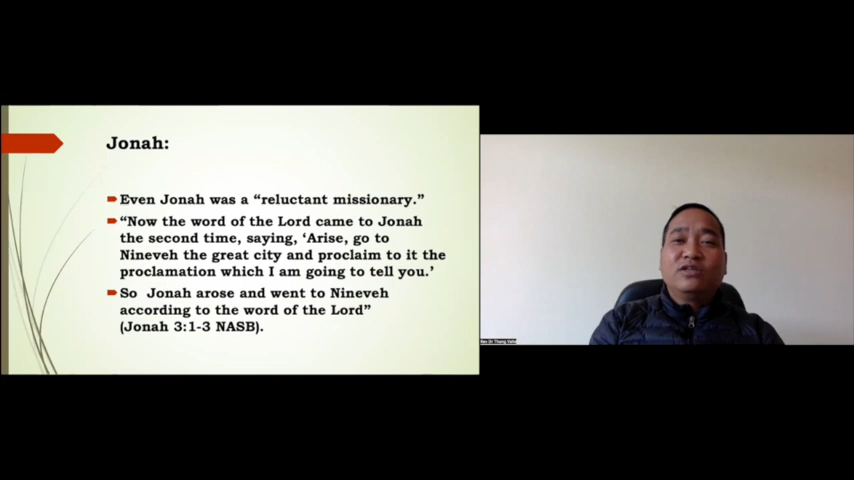 Jonah:
Even Jonah was a “reluctant missionary.”
“Now the word of the Lord came to Jonah
the second time, saying, ‘Arise, go to
Nineveh the great city and proclaim to it the
proclamation which I am going to tell you.’
So Jonah arose and went to Nineveh
according to the word of the Lord”
(Jonah 3:1-3 NASB).